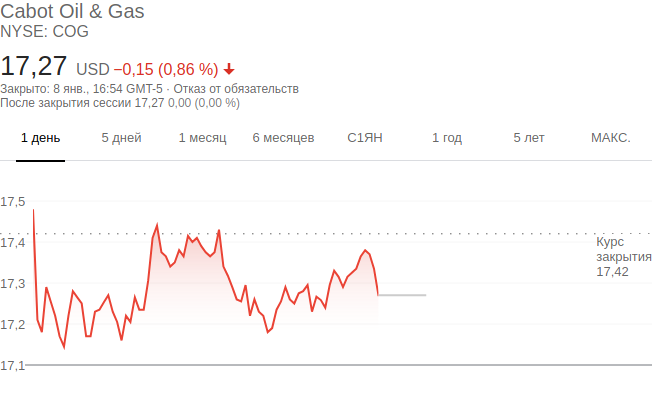 Cabot Oil & Gas
NYSE: COG
17,27 USD −0,15 (0,86 %)
Закрыто: 8 янв., 16:54 GMT-5 · Отказ от обязательств
После закрытия сессии 17,27 0,00 (0,00 %)
1 день 5 дней 1 месяц 6 месяцев С1ЯН 1 год 5 лет МАКС.
17,5
17,4
17,3
17,2
17,1
Курс
закрытия
17,42